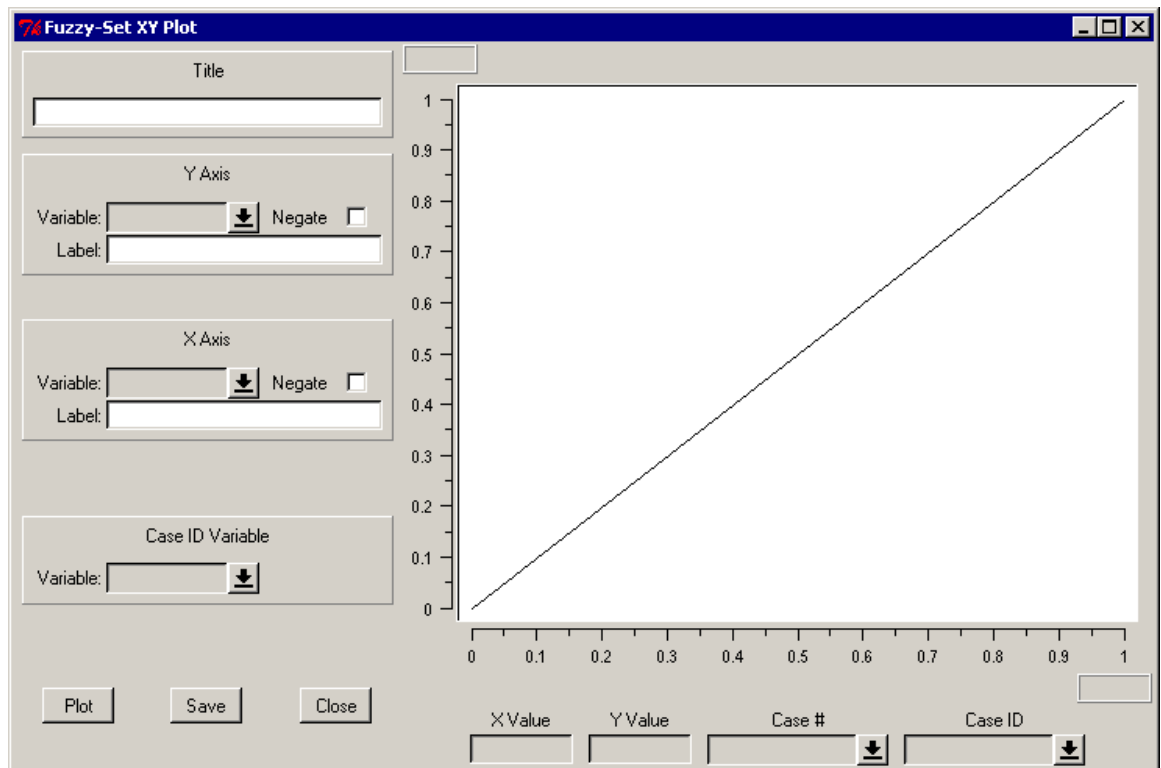 Fuzzy-Set XY Plot
Title
Y Axis
Variable: Negate
Label:
X Axis
Variable: Negate
Label:
Case ID Variable
Variable:
Plot Save Close
1
0.9
0.8
0.7
0.6
0.5
0.4
0.3
0.2
0.1
0
0 0.1 0.2 0.3 0.4 0.5 0.6 0.7 0.8 0.9 1
X Value Y Value Case # Case ID